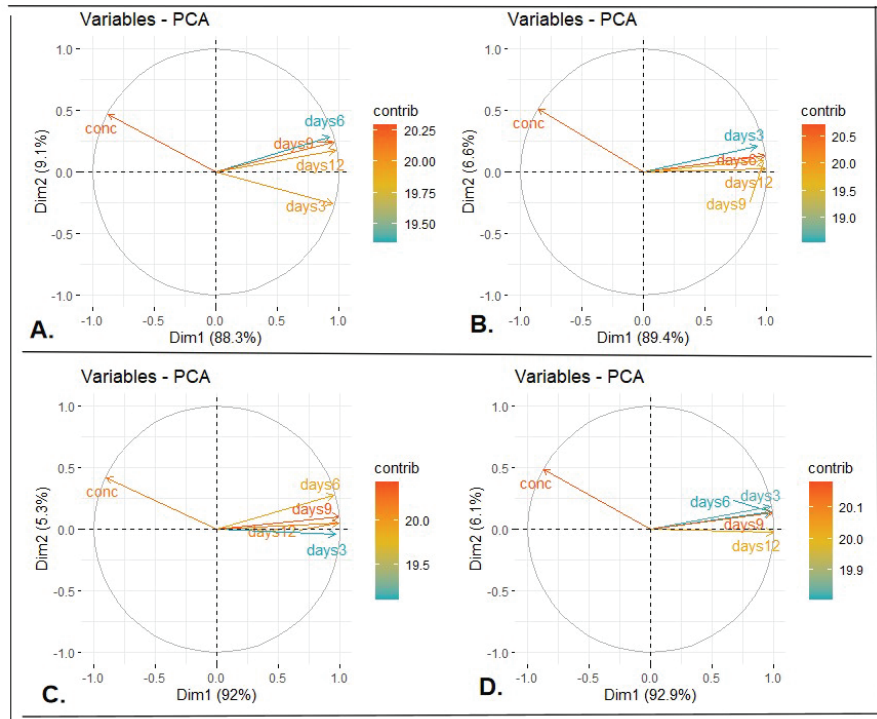 Variables - PCA
1.0
0.5
0.0
-0.5
-1.0
Dim2 (9.1%)
conc
days6
days9
days12
days3
-1.0 -0.5 0.0 0.5 1.0
Dim1 (88.3%)
contrib
20.25
20.00
19.75
19.50
A.
Variables - PCA
1.0
0.5
0.0
-0.5
-1.0
Dim2 (6.6%)
conc
days3
days6
days12
days9
-1.0 -0.5 0.0 0.5 1.0
Dim1 (89.4%)
contrib
20.5
20.0
19.5
19.0
B.
Variables - PCA
1.0
0.5
0.0
-0.5
-1.0
Dim2 (5.3%)
conc
days6
days9
days12
days3
-1.0 -0.5 0.0 0.5 1.0
Dim1 (92%)
contrib
20.0
19.5
C.
Variables - PCA
1.0
0.5
0.0
-0.5
-1.0
Dim2 (6.1%)
conc
days6
days3
days9
days12
-1.0 -0.5 0.0 0.5 1.0
Dim1 (92.9%)
contrib
20.1
20.0
19.9
D.